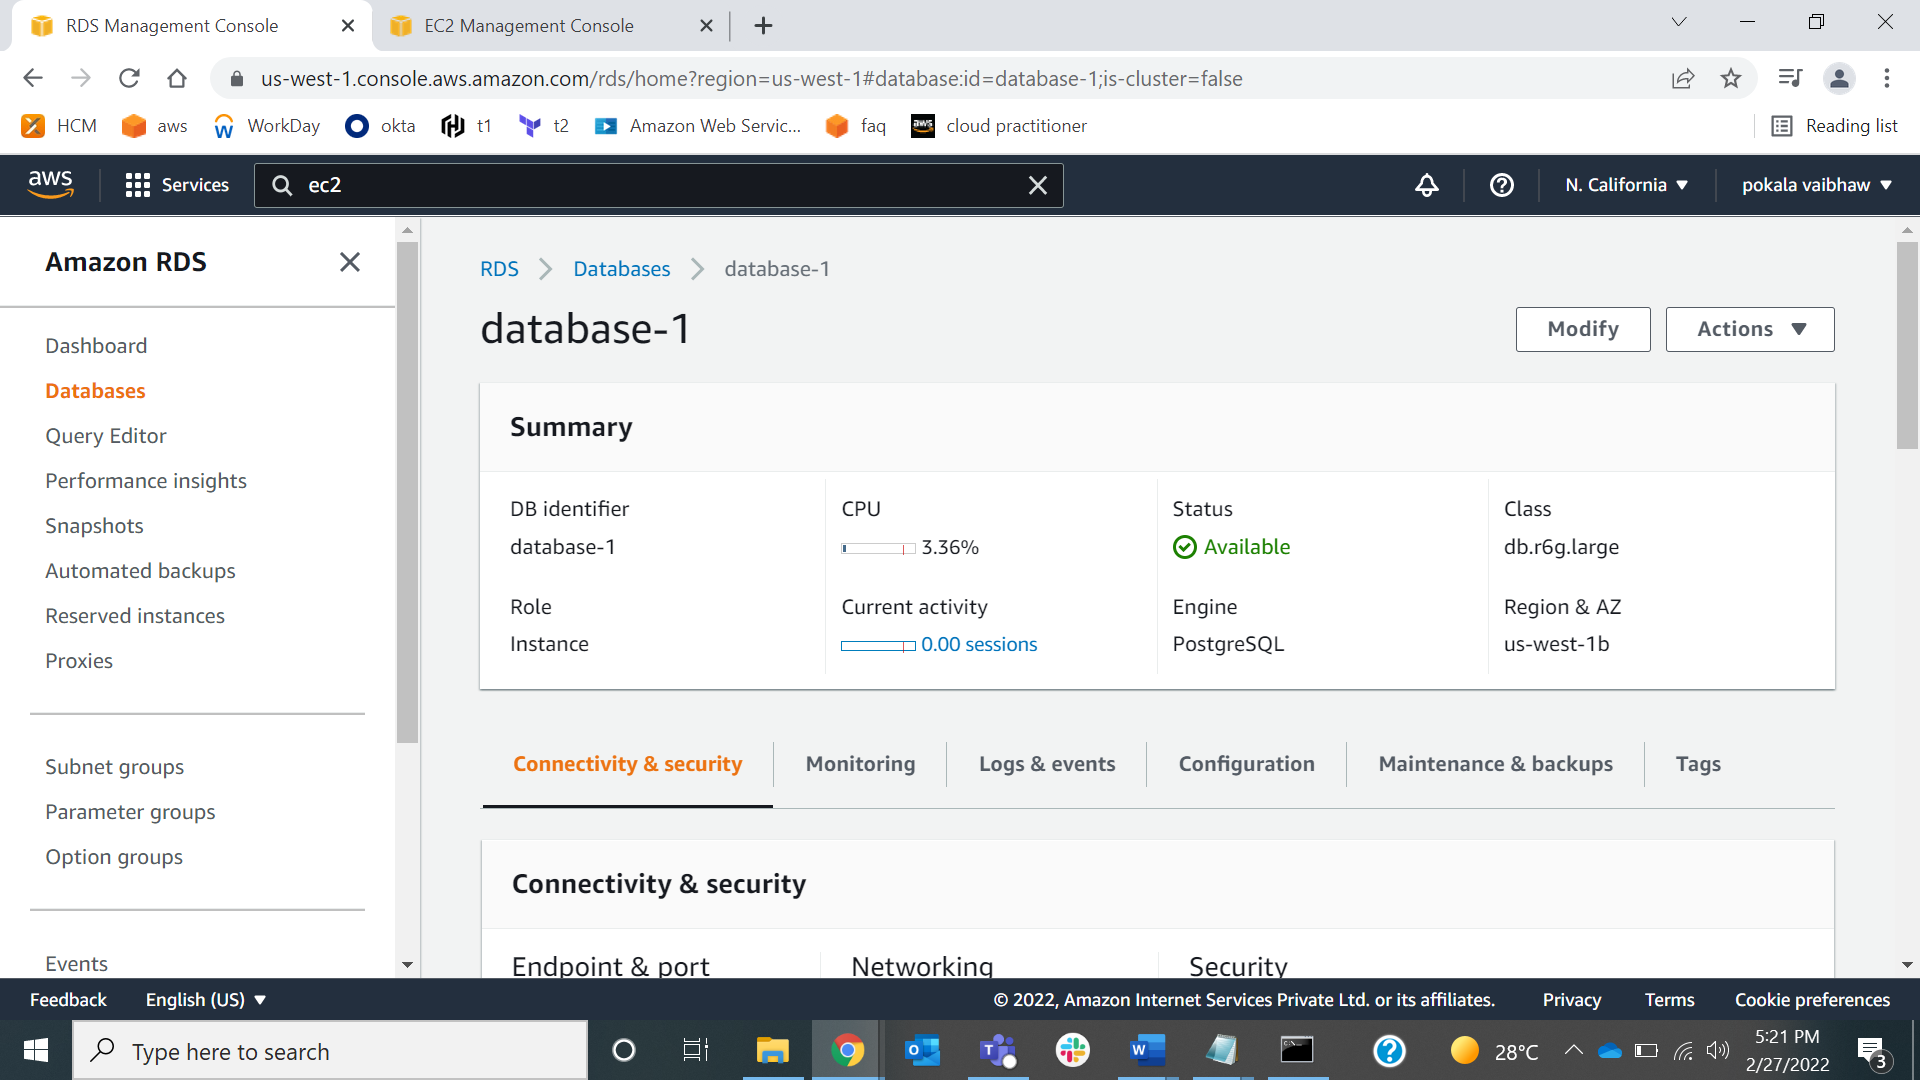 RDS Management Console
EC2 Management Console
us-west-1.console.aws.amazon.com/rds/home?region=us-west-1#database:id=database-1;is-cluster=false
HCM aws WorkDay okta t1 t2 Amazon Web Servic... faq aws cloud practitioner Reading list
aws Services ec2 N. California pokala vaibhaw
Amazon RDS
Dashboard
Databases
Query Editor
Performance insights
Snapshots
Automated backups
Reserved instances
Proxies
Subnet groups
Parameter groups
Option groups
Events
RDS Databases database-1
database-1
Modify Actions
Summary
DB identifier
database-1
CPU
3.36%
Status
Available
Class
db.r6g.large
Role
Instance
Current activity
0.00 sessions
Engine
PostgreSQL
Region & AZ
us-west-1b
Connectivity & security Monitoring Logs & events Configuration Maintenance & backups Tags
Connectivity & security
Endpoint & port Networking Security
Feedback English (US) © 2022, Amazon Internet Services Private Ltd. or its affiliates. Privacy Terms Cookie preferences
Type here to search
28°C
5:21 PM
2/27/2022
3